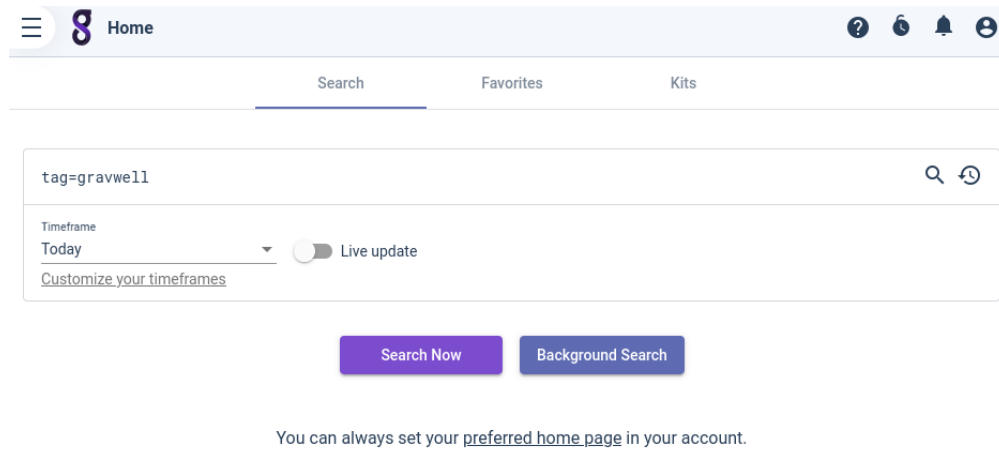 Home
Search Favorites Kits
tag=gravwell
Timeframe
Today
Live update
Customize your timeframes
Search Now Background Search
You can always set your preferred home page in your account.